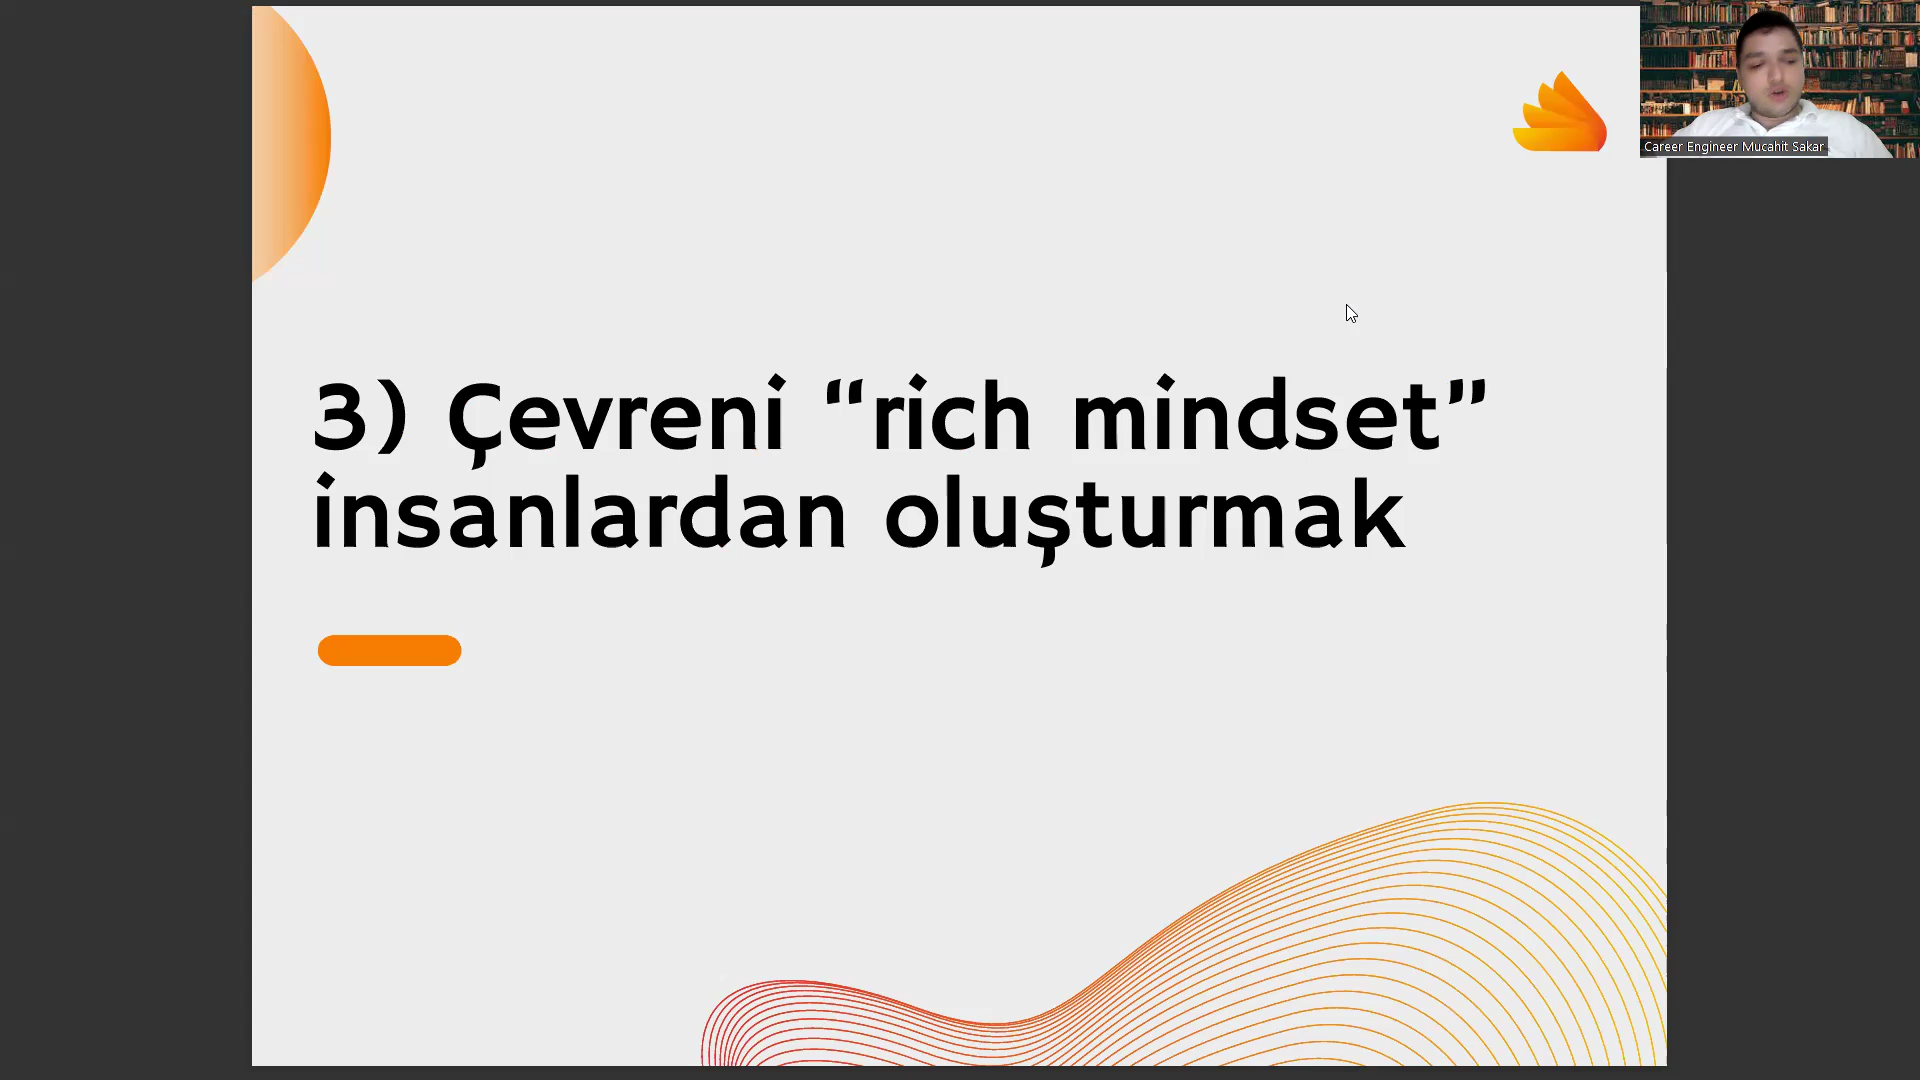 Career Engineer Mucahit Sakar
3) Çevreni “rich mindset”
insanlardan oluşturmak